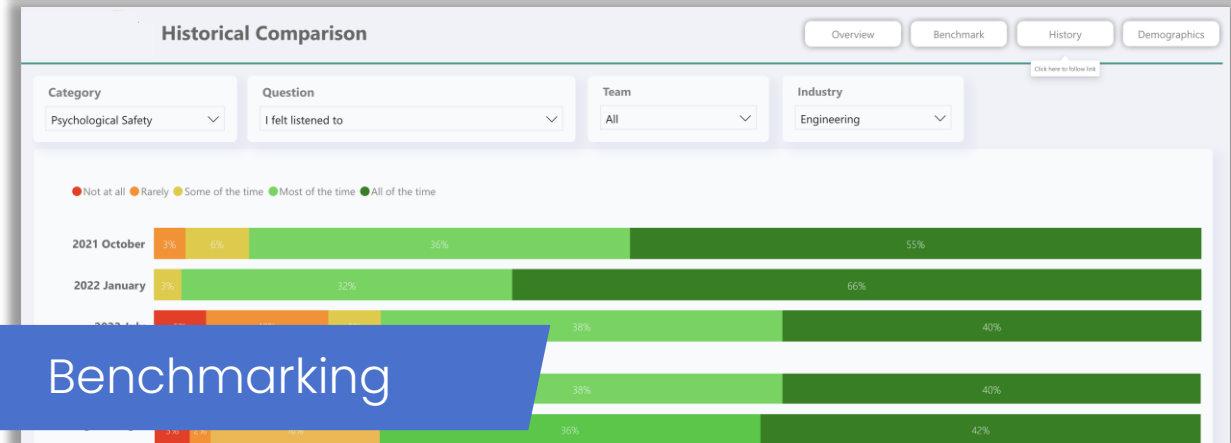 Historical Comparison
Overview Benchmark History Demographics
Click here to follow link
Category Question Team Industry
Psychological Safety I felt listened to All Engineering
Not at all Rarely Some of the time Most of the time All of the time
2021 October 3% 6% 36% 55%
2022 January 3% 32% 66%
38% 40%
Benchmarking
38% 40%
36% 42%